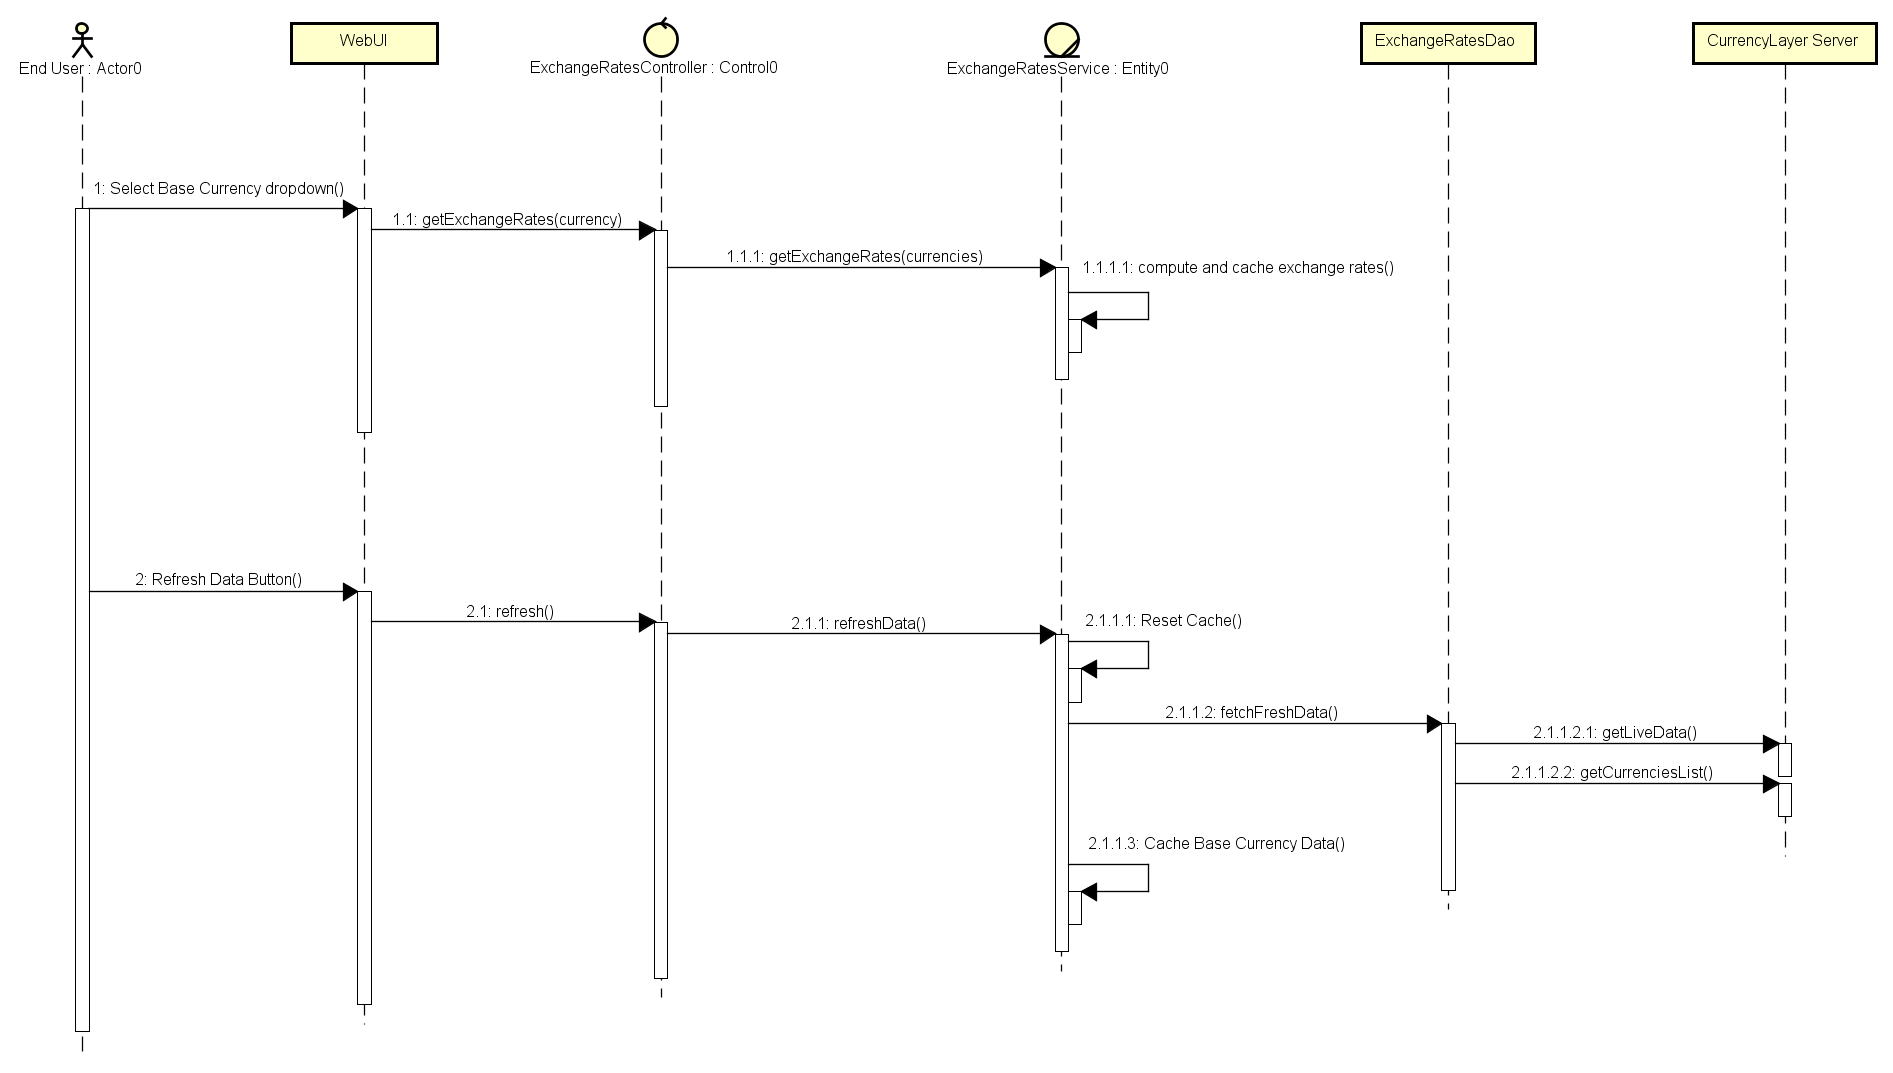 WebUI
ExchangeRatesDao
CurrencyLayer Server
End User : Actor0
ExchangeRatesController : Control0
ExchangeRatesService : Entity0
1: Select Base Currency dropdown()
1.1: getExchangeRates(currency)
1.1.1: getExchangeRates(currencies)
1.1.1.1: compute and cache exchange rates()
2: Refresh Data Button()
2.1: refresh()
2.1.1: refreshData()
2.1.1.1: Reset Cache()
2.1.1.2: fetchFreshData()
2.1.1.2.1: getLiveData()
2.1.1.2.2: getCurrenciesList()
2.1.1.3: Cache Base Currency Data()